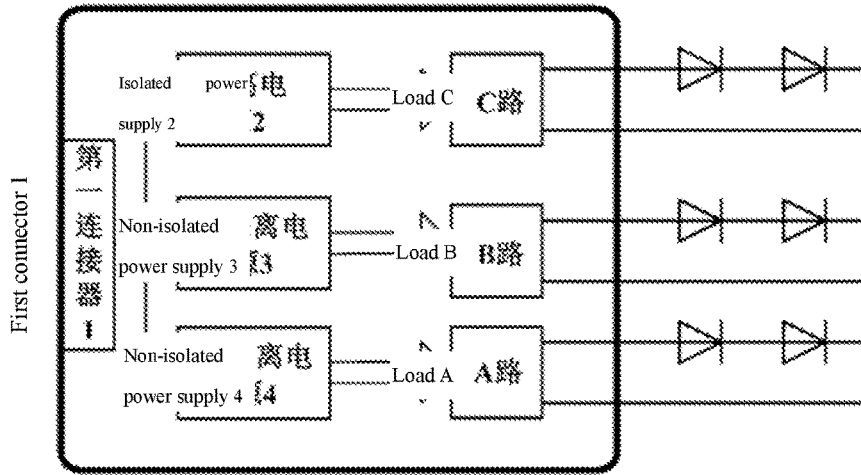 First connector 1
第一连接器1
Isolated power
supply 2
电
2
Load C
C路
Non-isolated
power supply 3
离电
3
Load B
B路
Non-isolated
power supply 4
离电
4
Load A
A路